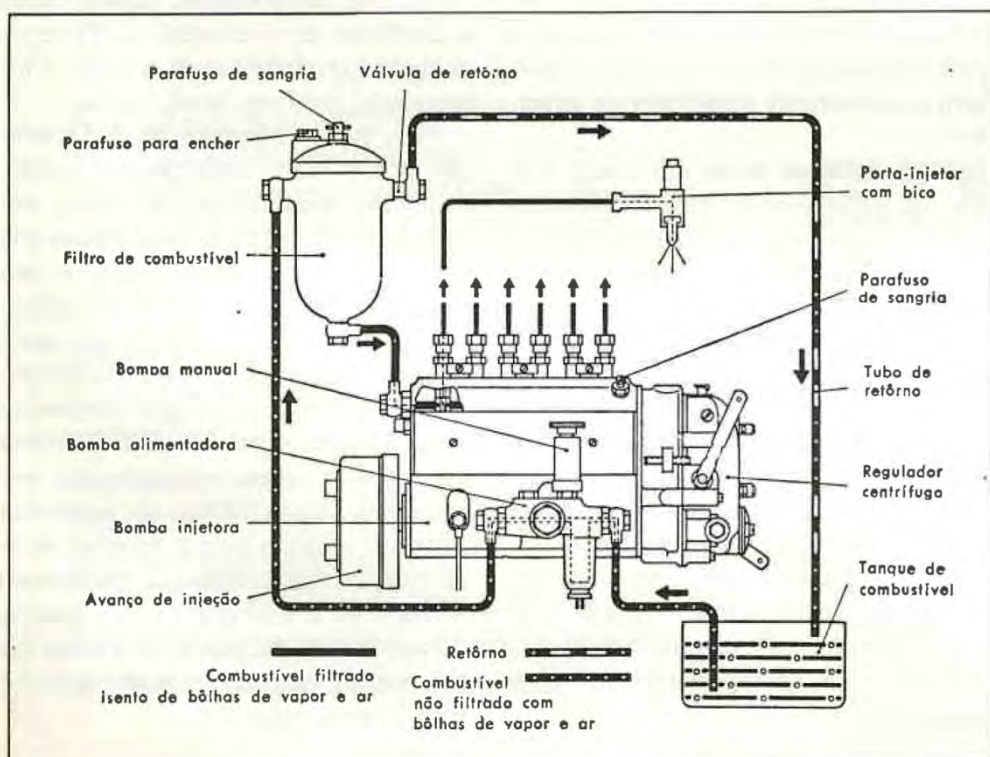 Parafuso de sangria
Válvula de retôrno
Parafuso para encher
Porta-injetor
com bico
Filtro de combustível
Parafuso
de sangria
Bomoa manual
Tubo de
retôrno
Bomba alimentadora
Regulador
centrífugo
Bomba injetora
Tanque de
combustível
Avanço de injeção
Retôrno
Combustível filtrado
isento de bôlhas de vapor e ar
Combustível
não filtrado com
bôlhas de vapor e ar